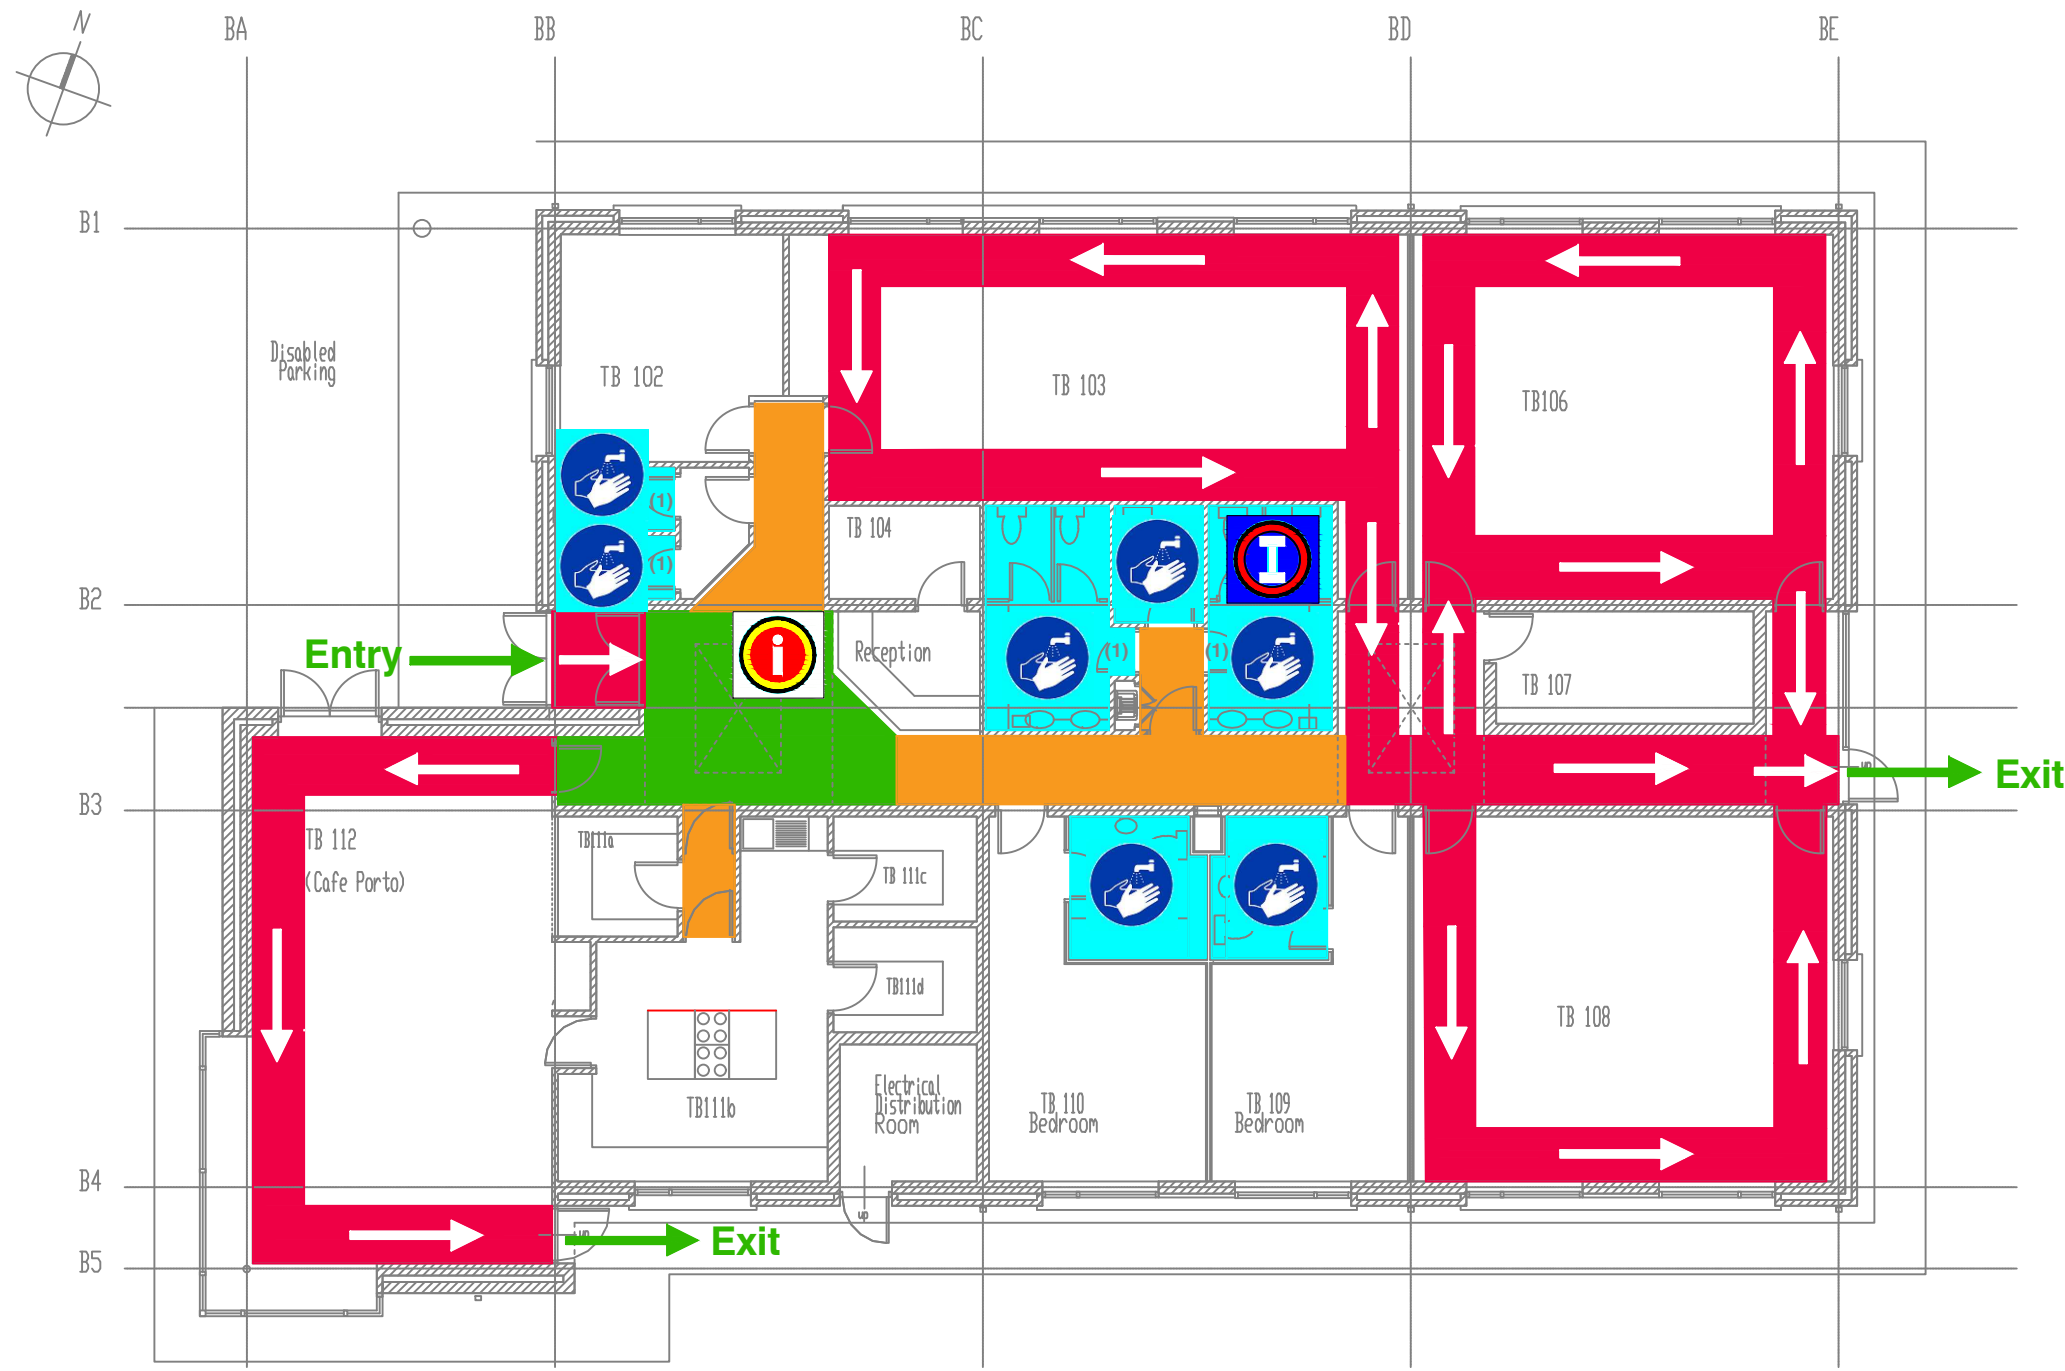 N
BA
BB
BC
BD
BE
B1
Disabled
Parking
TB 102
TB 103
TB106
(1)
TB 104
(1)
B2
Entry
i
Reception
(1)
(1)
TB 107
Exit
B3
TB 112
(Cafe Porto)
TB111a
TB 111c
TB111d
TB 108
Electrical
Distribution
Room
TB111b
TB 110
Bedroom
TB 109
Bedroom
B4
up
Exit
B5